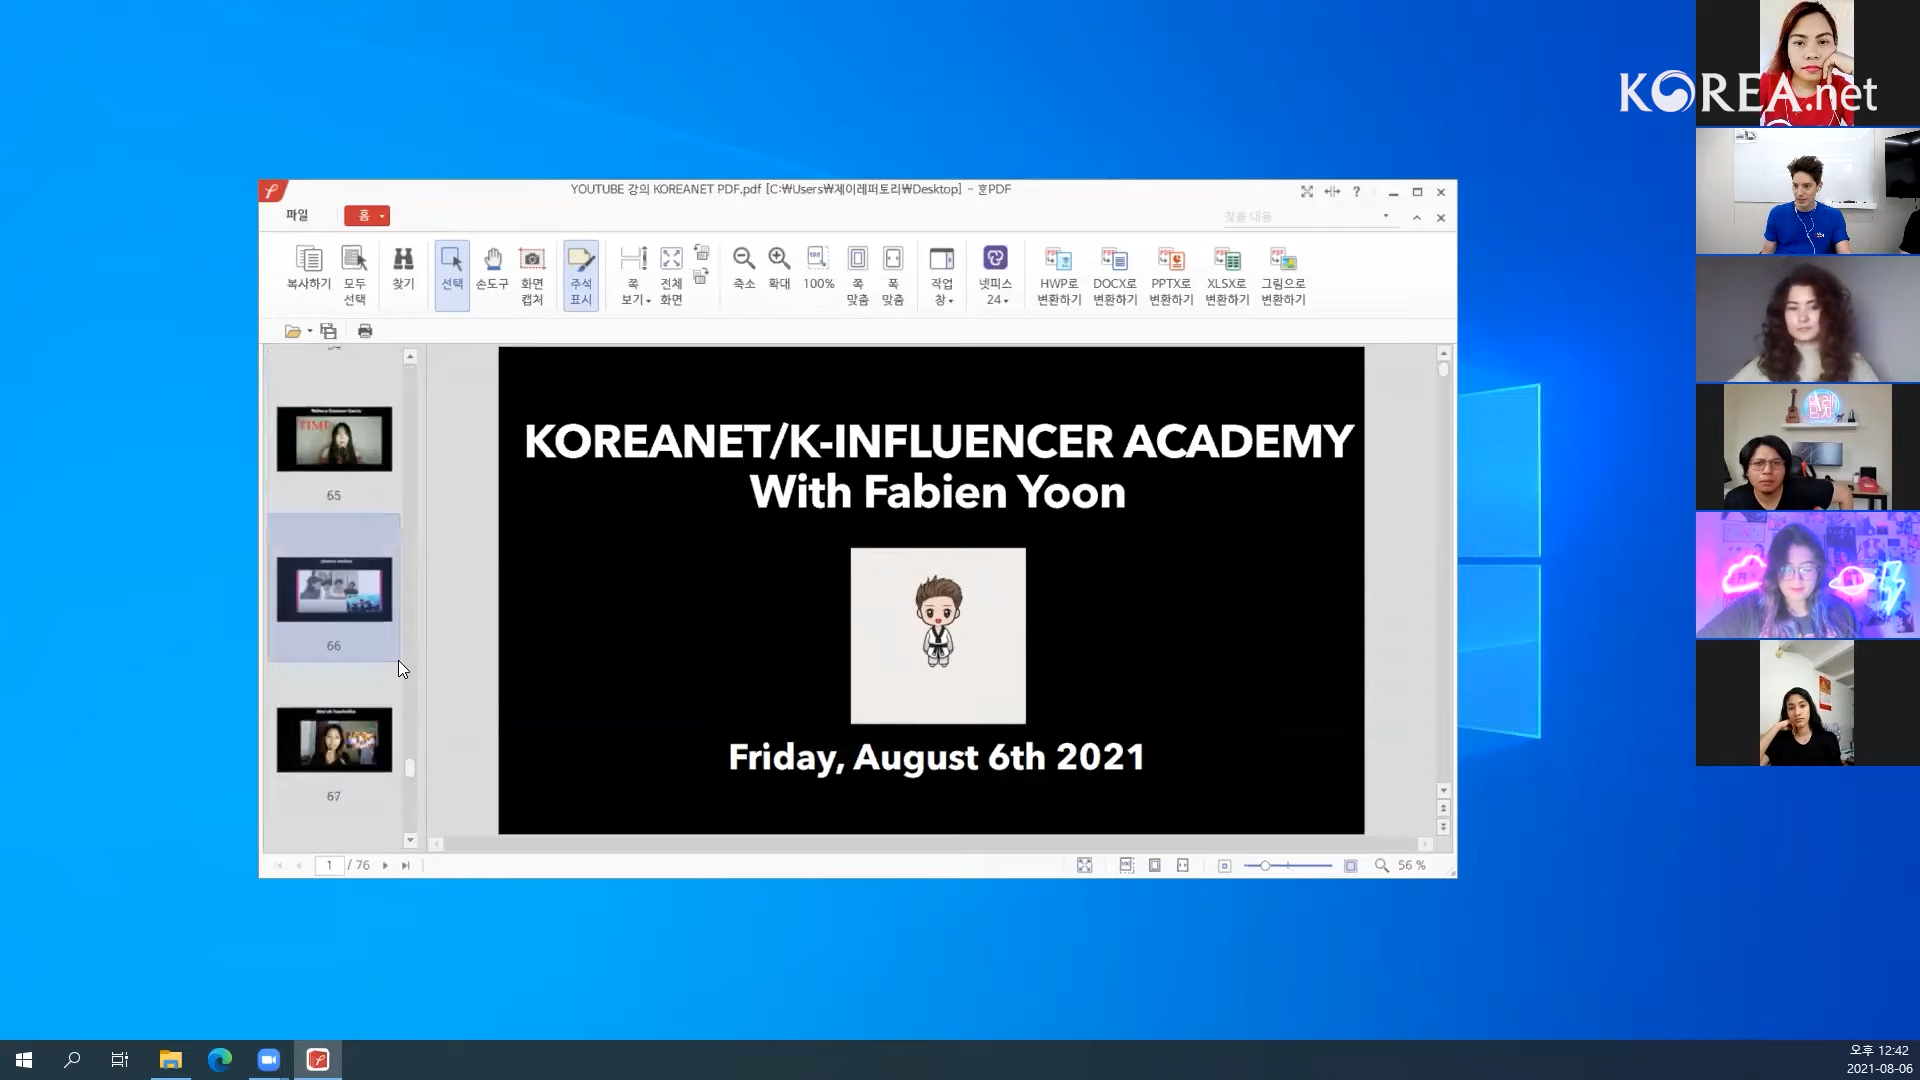 KOREA.net
YOUTUBE 강의 KOREANET PDF.pdf [C:₩Users₩제이레퍼토리₩Desktop] - 훈PDF
파일
홈
찾을 내용
복사하기
모두 선택
찾기
선택
손도구
화면 캡처
주석 표시
쪽 보기
전체 화면
축소
확대
100%
쪽 맞춤
폭 맞춤
작업 창
넷피스 24
HWP로 변환하기
DOCX로 변환하기
PPTX로 변환하기
XLSX로 변환하기
그림으로 변환하기
TIME
65
66
67
KOREANET/K-INFLUENCER ACADEMY
With Fabien Yoon
Friday, August 6th 2021
1 / 76
56 %
오후 12:42
2021-08-06